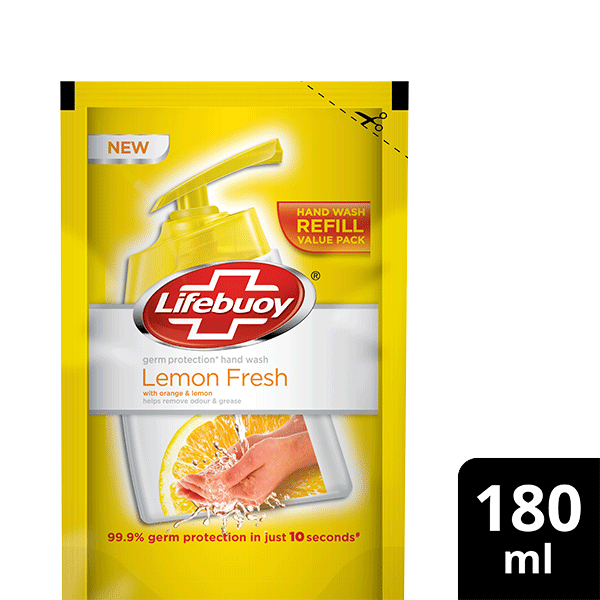 NEW
HAND WASH
REFILL
VALUE PACK
Lifebuoy ®
germ protection* hand wash
Lemon Fresh
with orange & lemon
helps remove odour & grease
99.9% germ protection in just 10 seconds#
180
ml